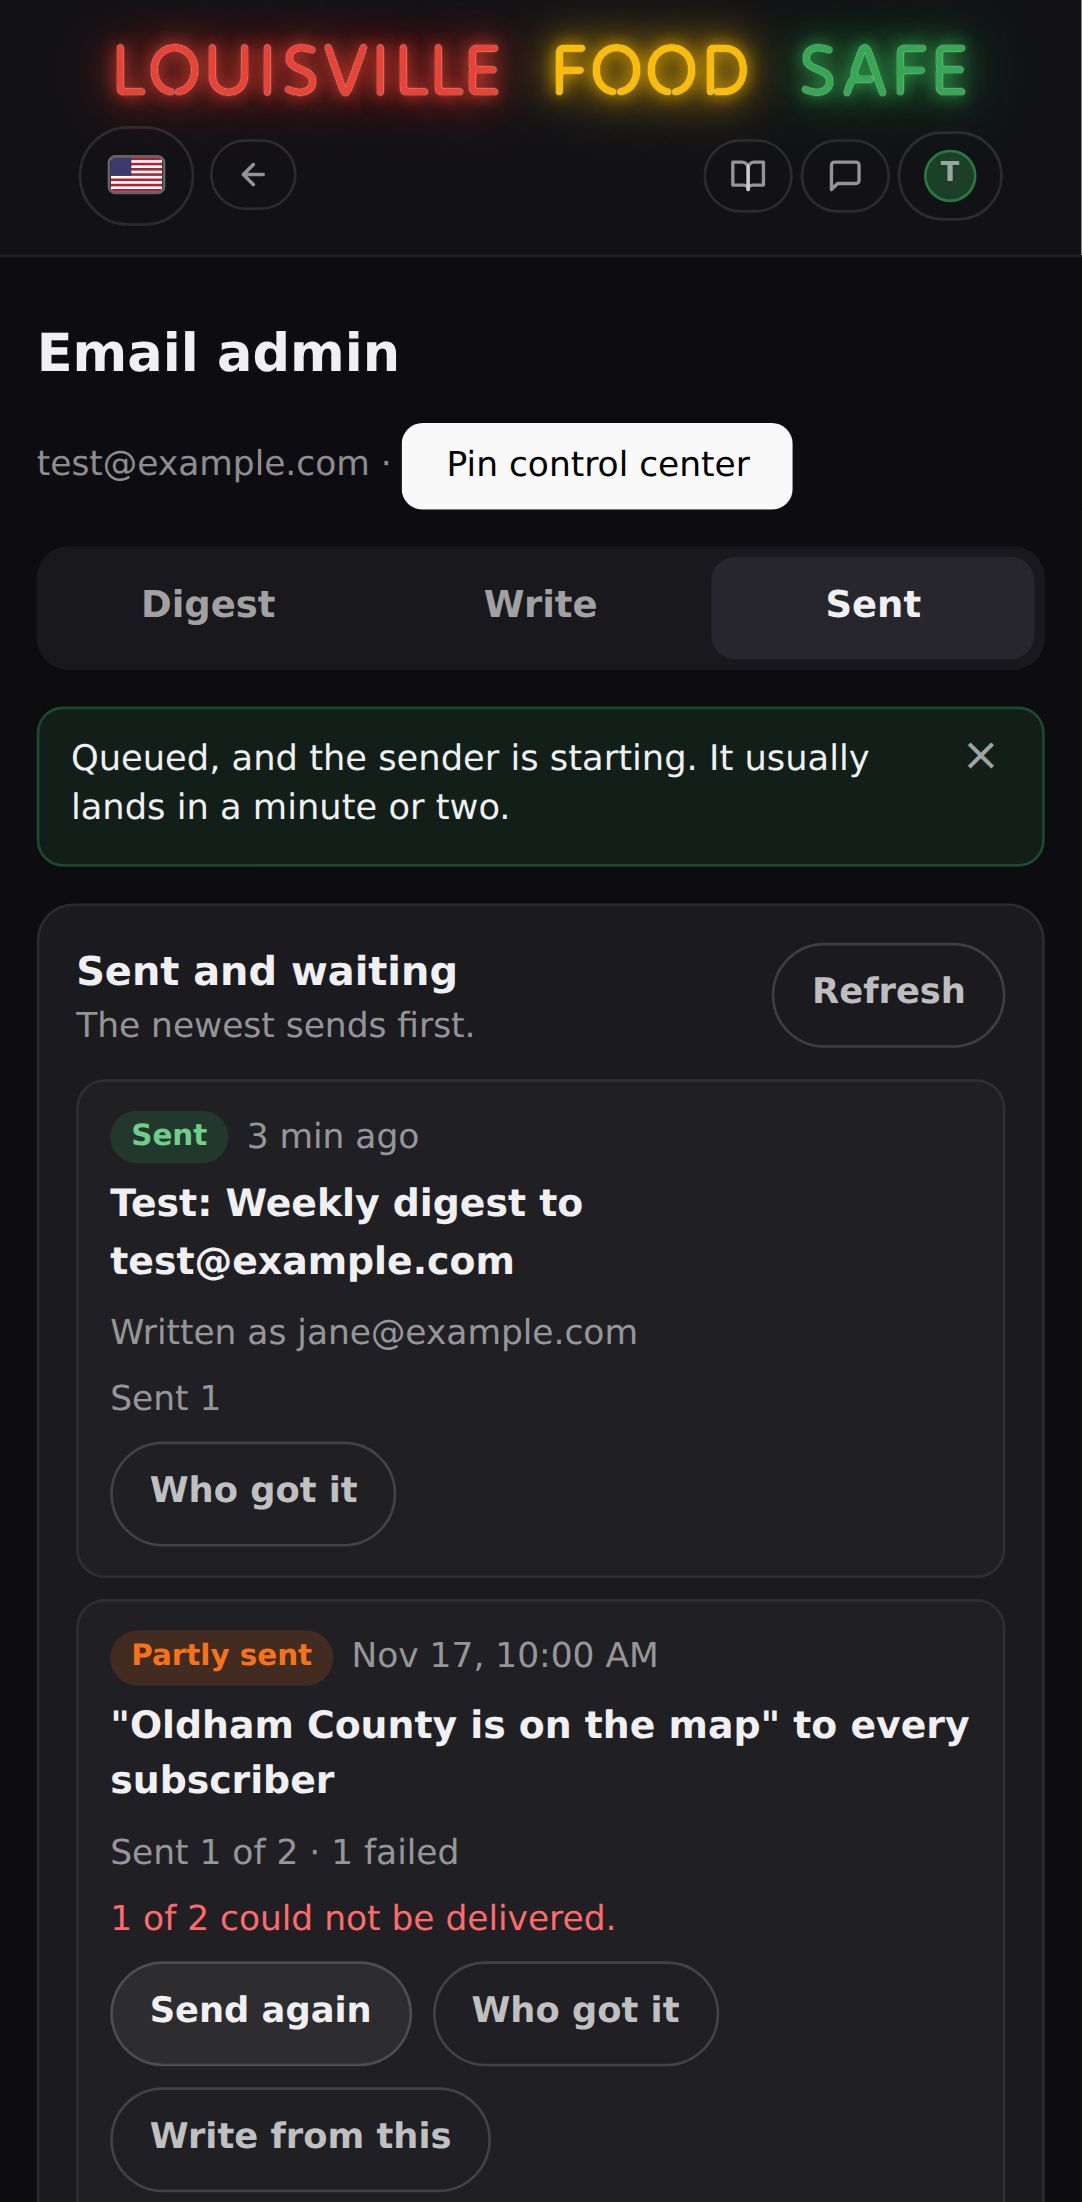 LOUISVILLE FOOD SAFE
T
Email admin
test@example.com · Pin control center
Digest Write Sent
Queued, and the sender is starting. It usually
lands in a minute or two.
Sent and waiting
Refresh
The newest sends first.
Sent 3 min ago
Test: Weekly digest to
test@example.com
Written as jane@example.com
Sent 1
Who got it
Partly sent Nov 17, 10:00 AM
"Oldham County is on the map" to every
subscriber
Sent 1 of 2 · 1 failed
1 of 2 could not be delivered.
Send again Who got it
Write from this